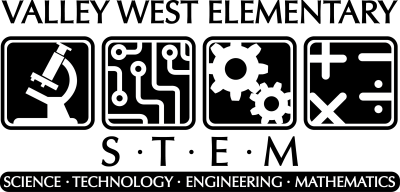 VALLEY WEST ELEMENTARY
S · T · E · M
SCIENCE · TECHNOLOGY · ENGINEERING · MATHEMATICS